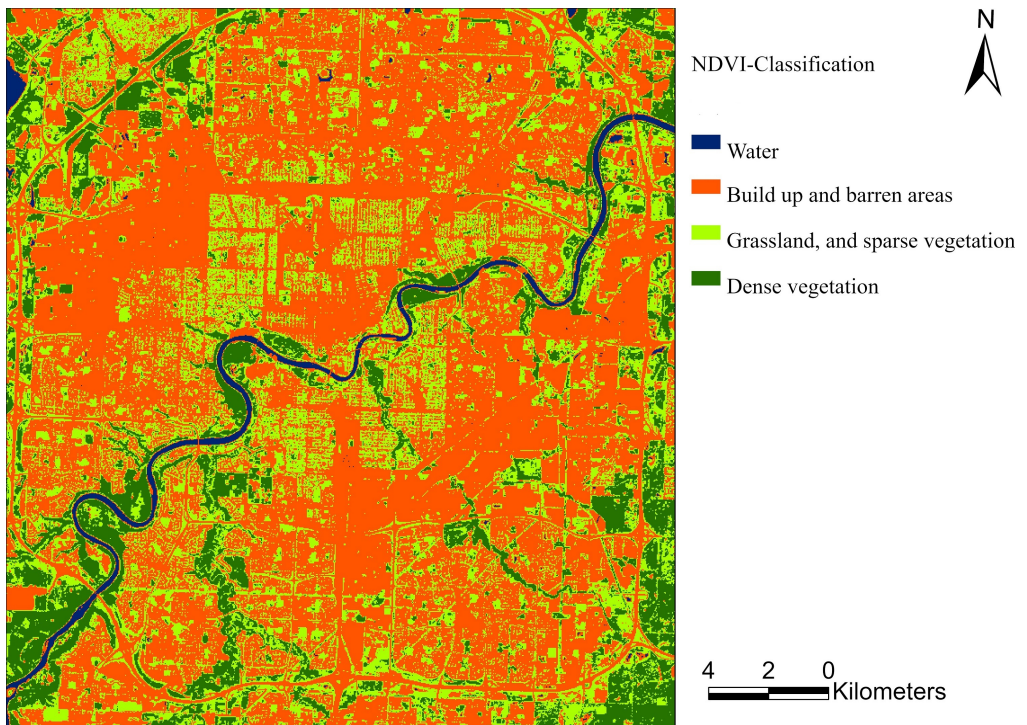 N
NDVI-Classification
Water
Build up and barren areas
Grassland, and sparse vegetation
Dense vegetation
4 2 0
Kilometers